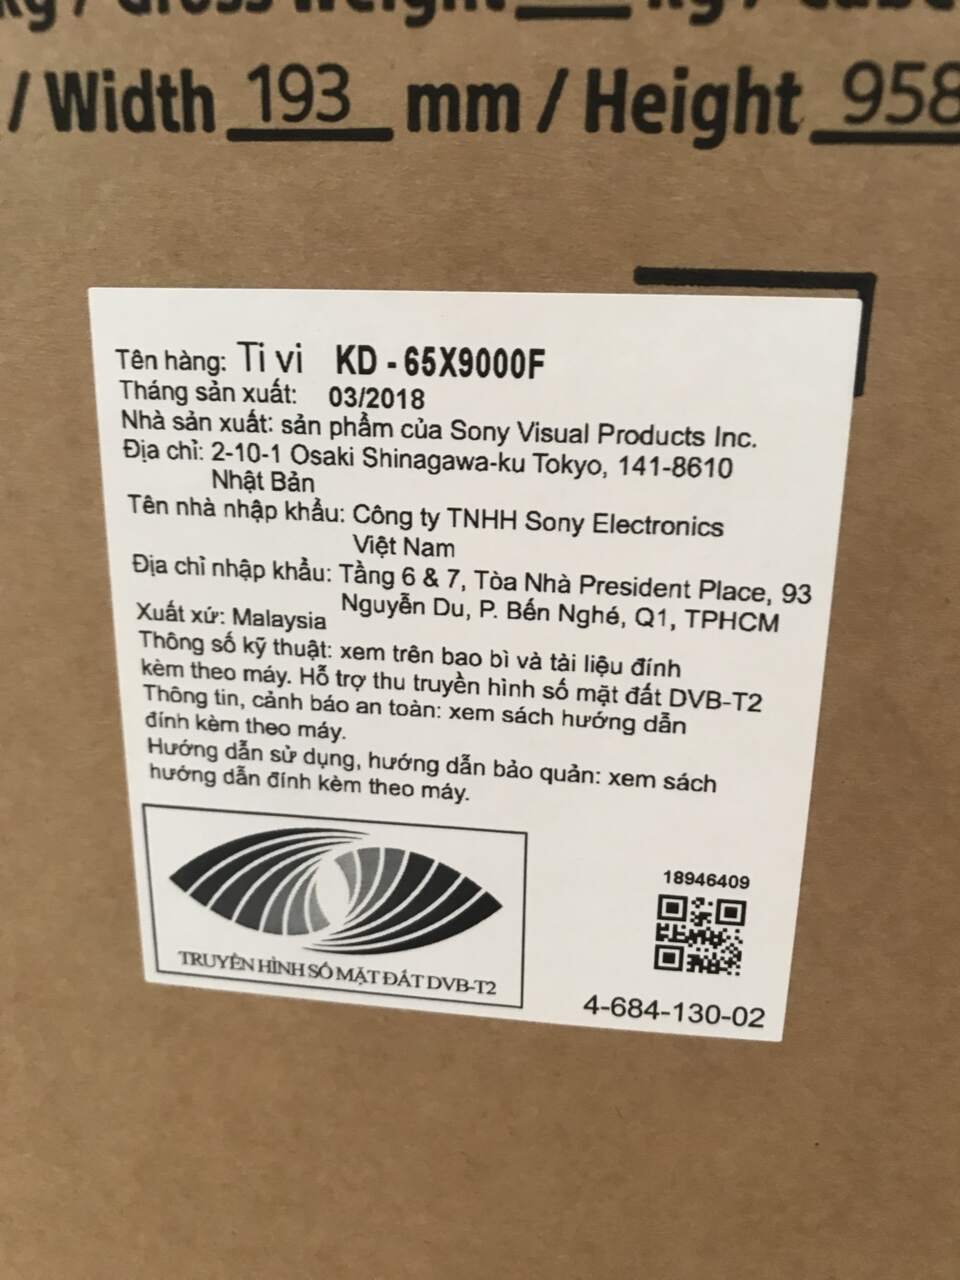 kg / Gross Weight kg / Cube
/ Width 193 mm / Height 958
Tên hàng: Ti vi KD - 65X9000F
Tháng sản xuất: 03/2018
Nhà sản xuất: sản phẩm của Sony Visual Products Inc.
Địa chỉ: 2-10-1 Osaki Shinagawa-ku Tokyo, 141-8610
Nhật Bản
Tên nhà nhập khẩu: Công ty TNHH Sony Electronics
Việt Nam
Địa chỉ nhập khẩu: Tầng 6 & 7, Tòa Nhà President Place, 93
Nguyễn Du, P. Bến Nghé, Q1, TPHCM
Xuất xứ: Malaysia
Thông số kỹ thuật: xem trên bao bì và tài liệu đính
kèm theo máy. Hỗ trợ thu truyền hình số mặt đất DVB-T2
Thông tin, cảnh báo an toàn: xem sách hướng dẫn
đính kèm theo máy.
Hướng dẫn sử dụng, hướng dẫn bảo quản: xem sách
hướng dẫn đính kèm theo máy.
TRUYỀN HÌNH SỐ MẶT ĐẤT DVB-T2
18946409
4-684-130-02